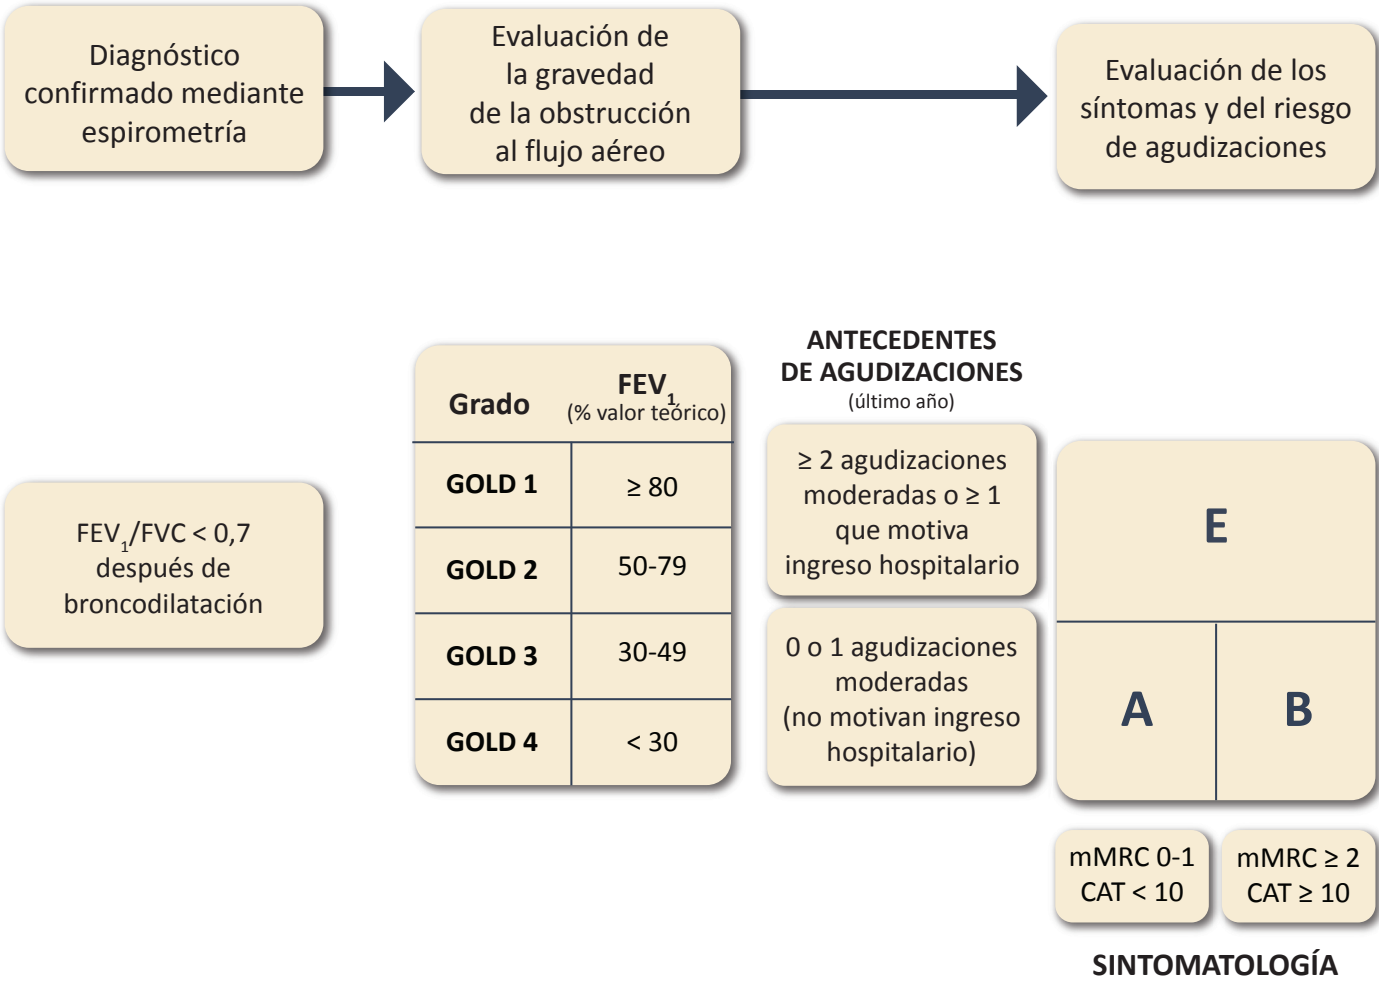 Diagnóstico
confirmado mediante
espirometría
Evaluación de
la gravedad
de la obstrucción
al flujo aéreo
Evaluación de los
síntomas y del riesgo
de agudizaciones
FEV1/FVC < 0,7
después de
broncodilatación
Grado
FEV1
(% valor teórico)
GOLD 1
≥ 80
GOLD 2
50-79
GOLD 3
30-49
GOLD 4
< 30
ANTECEDENTES
DE AGUDIZACIONES
(último año)
≥ 2 agudizaciones
moderadas o ≥ 1
que motiva
ingreso hospitalario
0 o 1 agudizaciones
moderadas
(no motivan ingreso
hospitalario)
E
A
B
mMRC 0-1
CAT < 10
mMRC ≥ 2
CAT ≥ 10
SINTOMATOLOGÍA